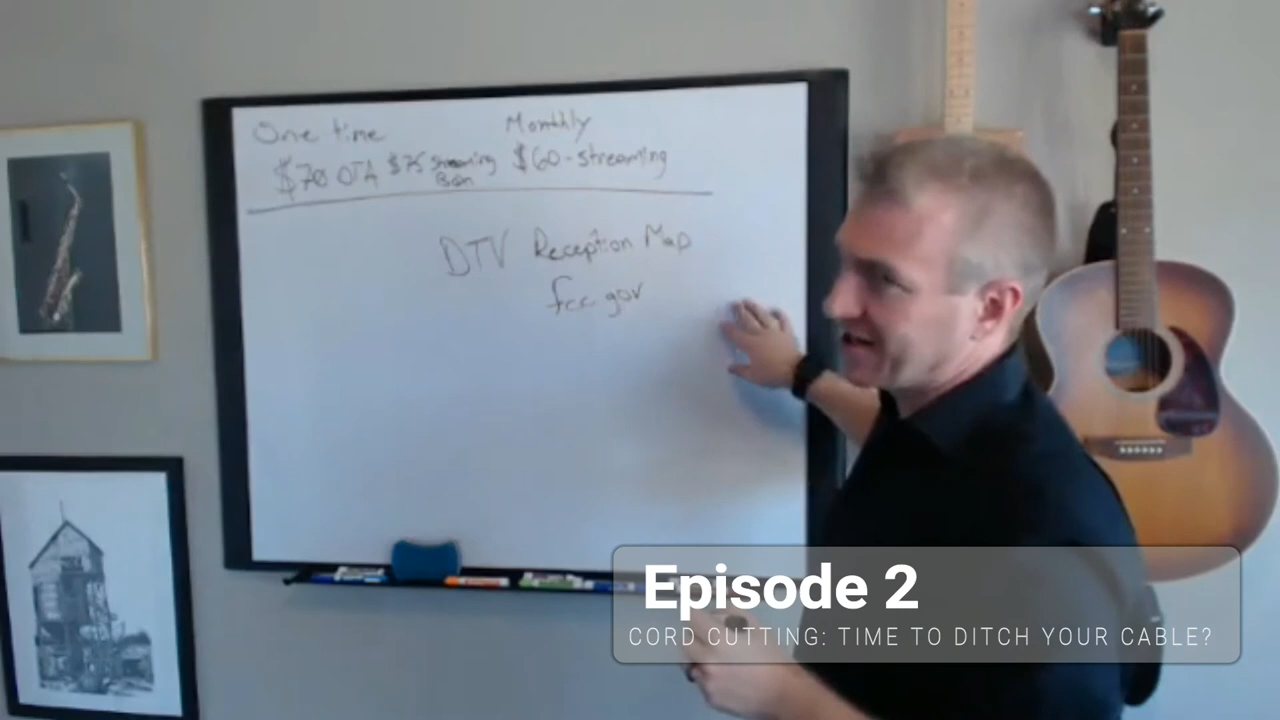 One time Monthly
$70 OTA $75 Streaming Box $60-streaming
DTV Reception Map
fcc.gov
Episode 2
CORD CUTTING: TIME TO DITCH YOUR CABLE?